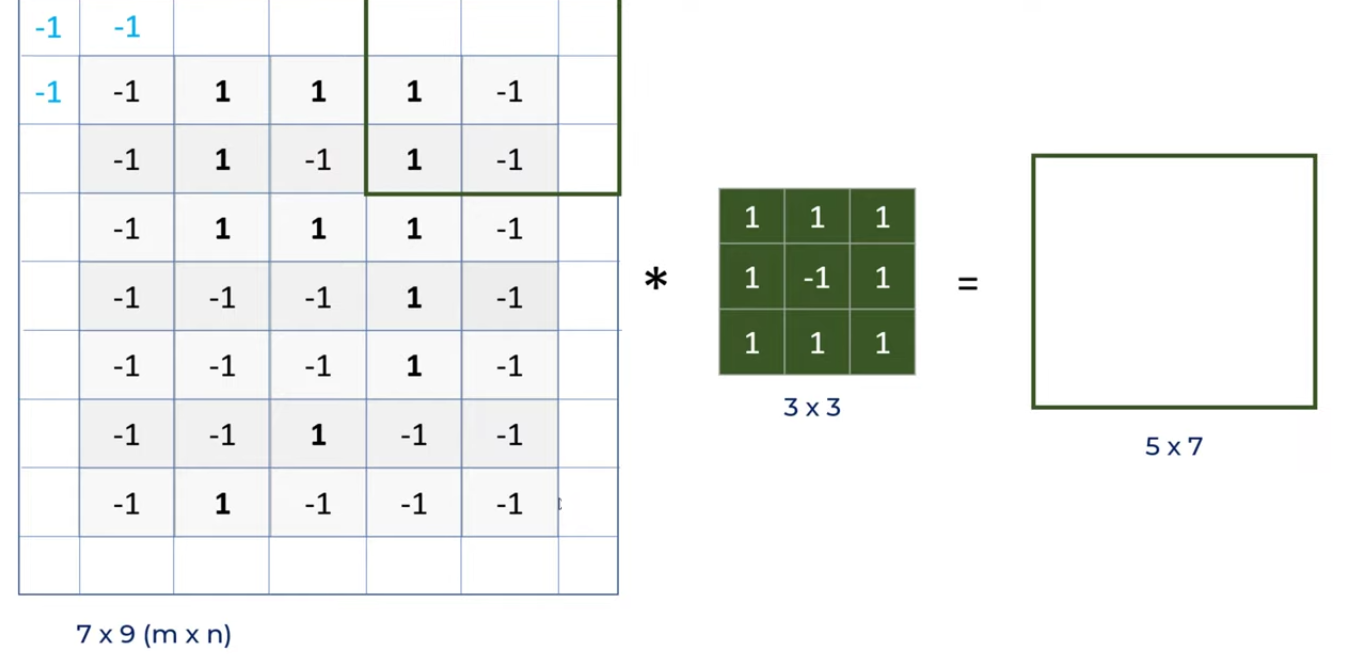 -1 -1
-1 -1 1 1 1 -1
-1 1 -1 1 -1
-1 1 1 1 -1
-1 -1 -1 1 -1
-1 -1 -1 1 -1
-1 -1 1 -1 -1
-1 1 -1 -1 -1
7 x 9 (m x n)
*
1 1 1
1 -1 1
1 1 1
3 x 3
=
5 x 7